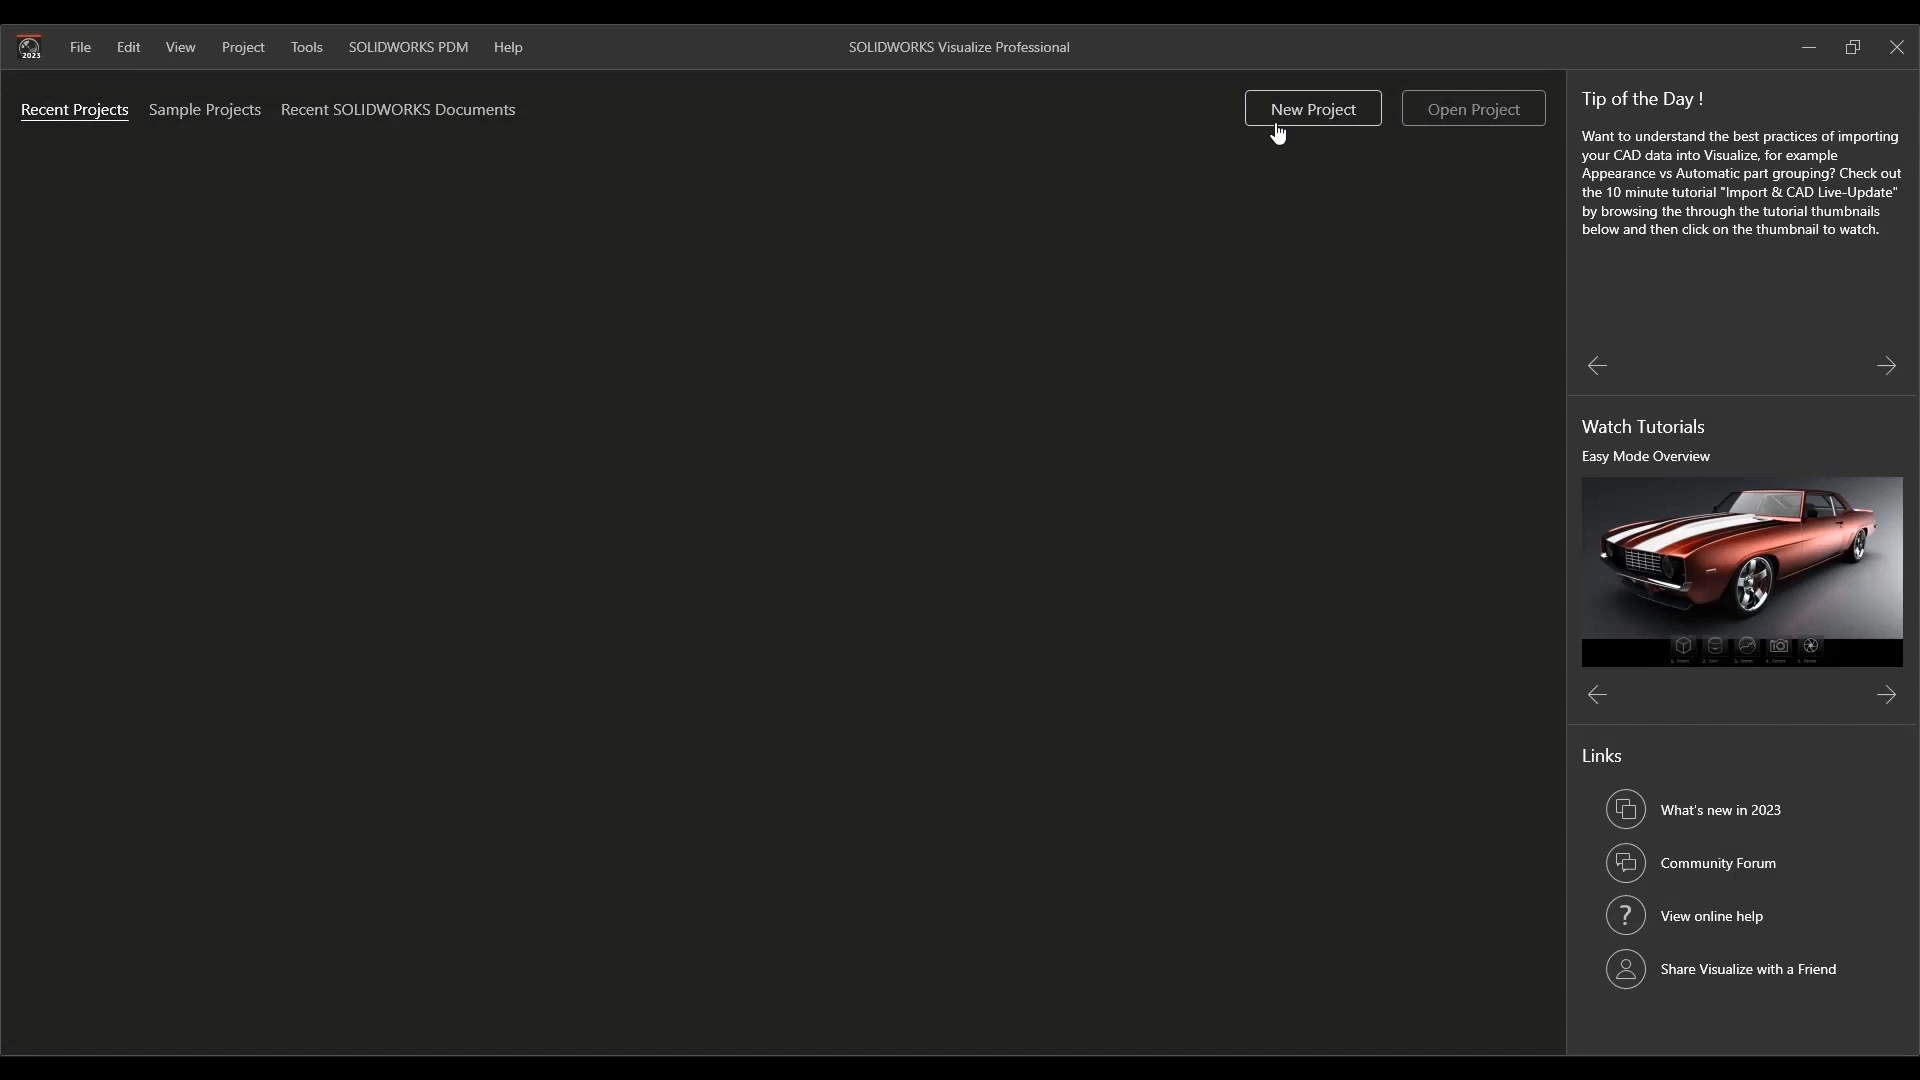 2023
File Edit View Project Tools SOLIDWORKS PDM Help
SOLIDWORKS Visualize Professional
Recent Projects Sample Projects Recent SOLIDWORKS Documents
New Project Open Project
Tip of the Day !
Want to understand the best practices of importing
your CAD data into Visualize, for example
Appearance vs Automatic part grouping? Check out
the 10 minute tutorial "Import & CAD Live-Update"
by browsing the through the tutorial thumbnails
below and then click on the thumbnail to watch.
Watch Tutorials
Easy Mode Overview
Links
What's new in 2023
Community Forum
? View online help
Share Visualize with a Friend